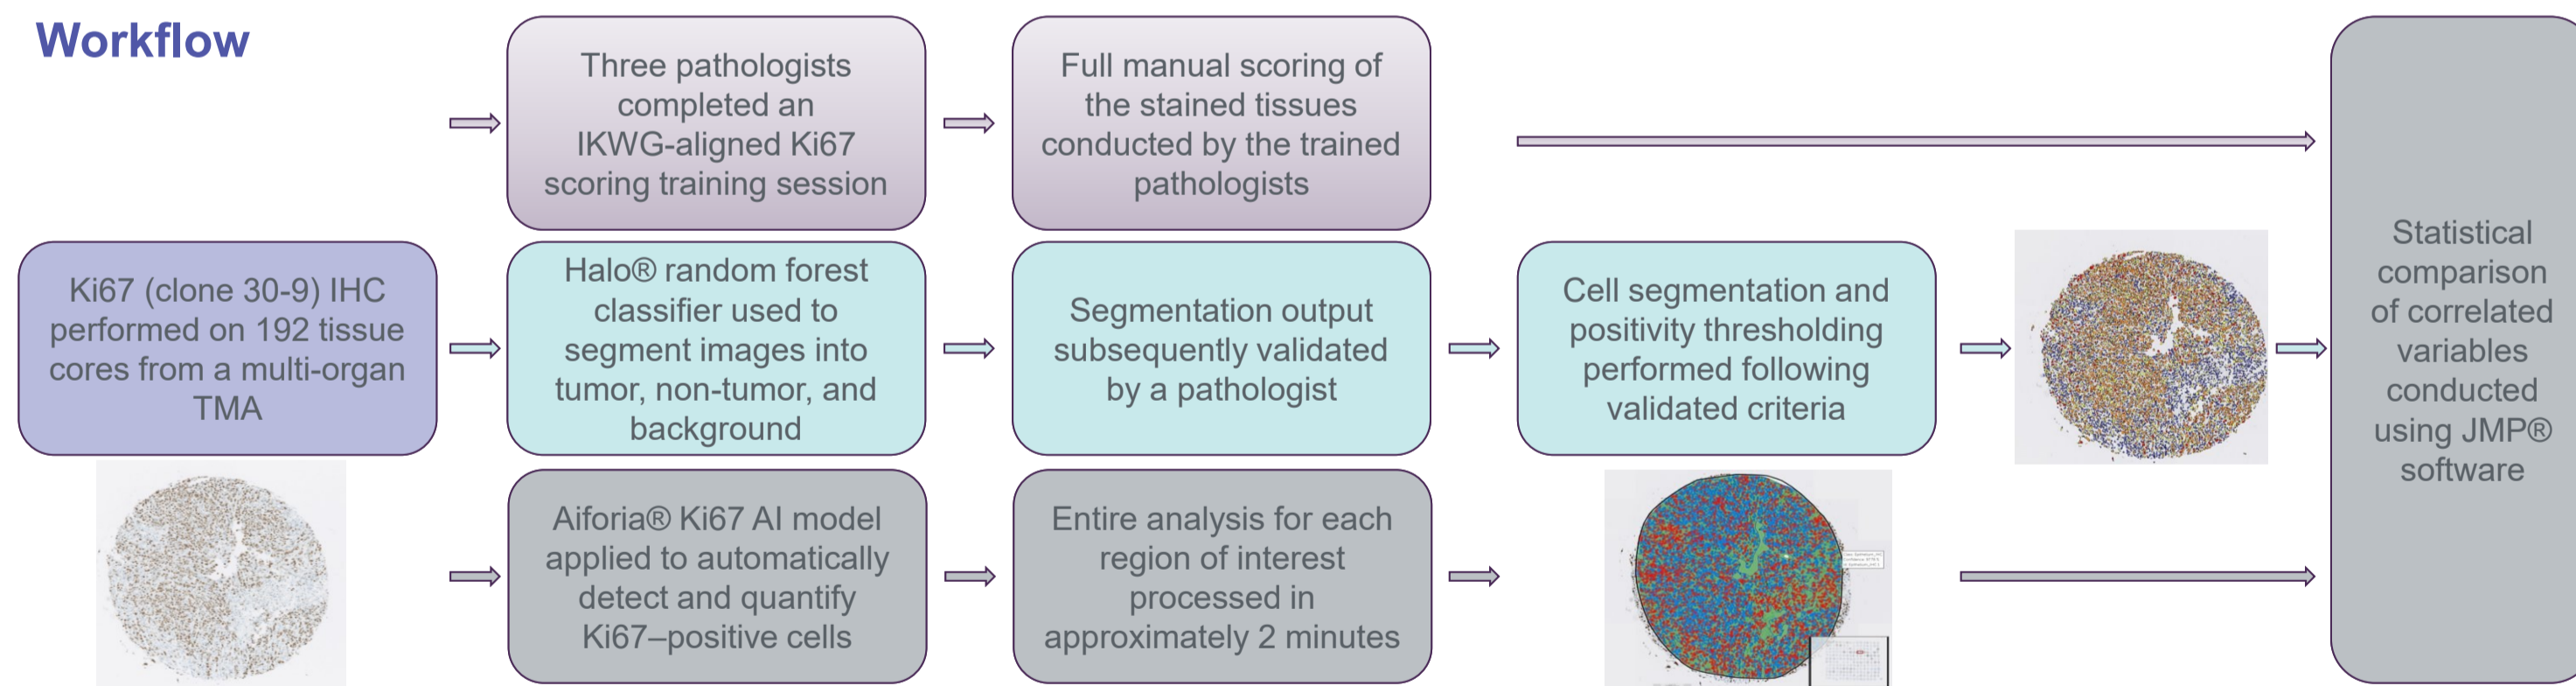 Workflow
Three pathologists
completed an
IKWG-aligned Ki67
scoring training session
Full manual scoring of
the stained tissues
conducted by the trained
pathologists
Ki67 (clone 30-9) IHC
performed on 192 tissue
cores from a multi-organ
TMA
Halo® random forest
classifier used to
segment images into
tumor, non-tumor, and
background
Segmentation output
subsequently validated
by a pathologist
Cell segmentation and
positivity thresholding
performed following
validated criteria
Aiforia® Ki67 AI model
applied to automatically
detect and quantify
Ki67–positive cells
Entire analysis for each
region of interest
processed in
approximately 2 minutes
Statistical
comparison
of correlated
variables
conducted
using JMP®
software